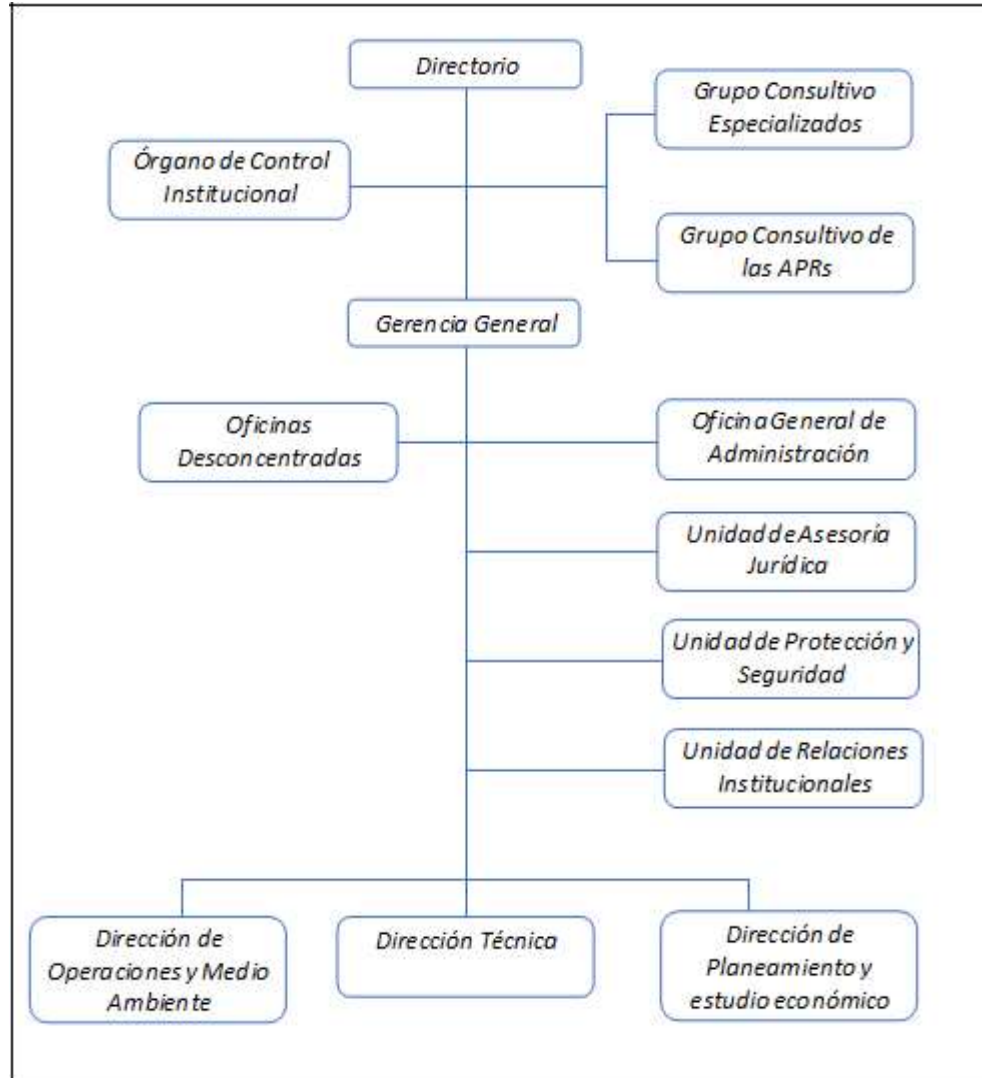 Directorio
Grupo Consultivo
Especializados
Órgano de Control
Institucional
Grupo Consultivo de
las APRs
Gerencia General
Oficinas
Desconcentradas
Oficina General de
Administración
Unidad de Asesoría
Jurídica
Unidad de Protección y
Seguridad
Unidad de Relaciones
Institucionales
Dirección de
Operaciones y Medio
Ambiente
Dirección Técnica
Dirección de
Planeamiento y
estudio económico